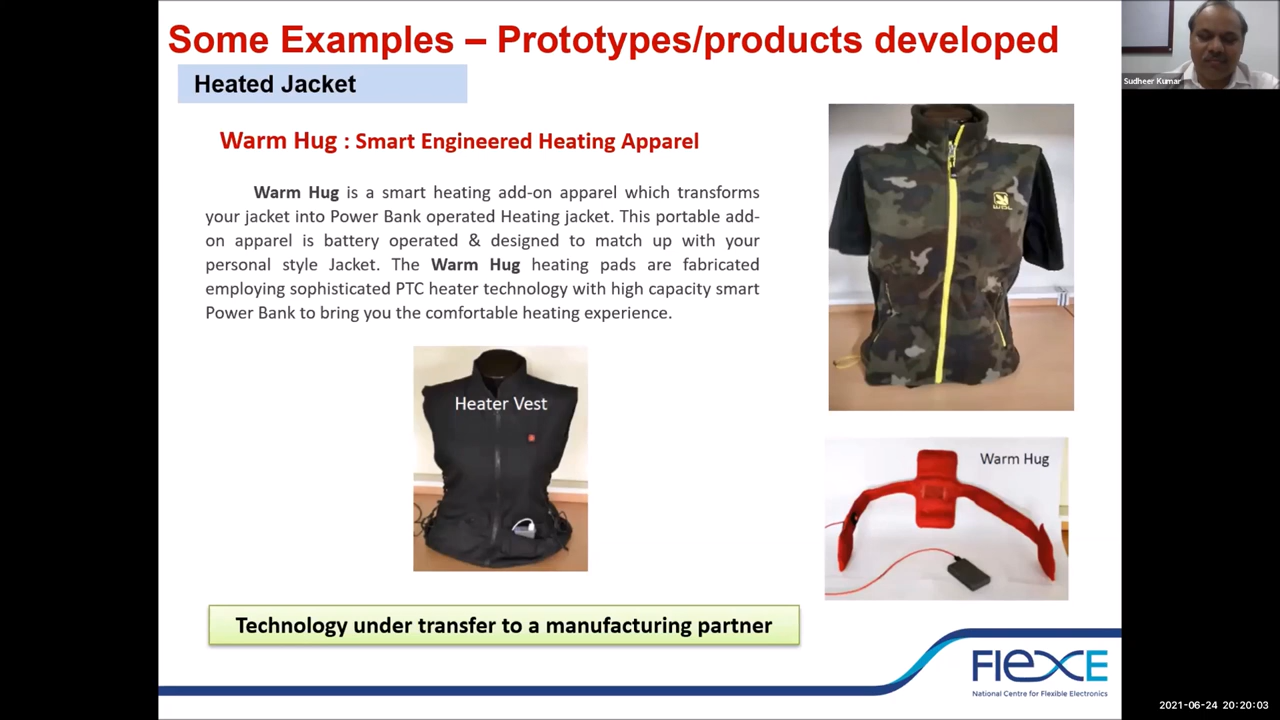 Some Examples – Prototypes/products developed
Heated Jacket
Warm Hug : Smart Engineered Heating Apparel
Warm Hug is a smart heating add-on apparel which transforms
your jacket into Power Bank operated Heating jacket. This portable add-
on apparel is battery operated & designed to match up with your
personal style Jacket. The Warm Hug heating pads are fabricated
employing sophisticated PTC heater technology with high capacity smart
Power Bank to bring you the comfortable heating experience.
Heater Vest
Warm Hug
Technology under transfer to a manufacturing partner
FlexE
National Centre for Flexible Electronics
Sudheer Kumar
2021-06-24 20:20:03